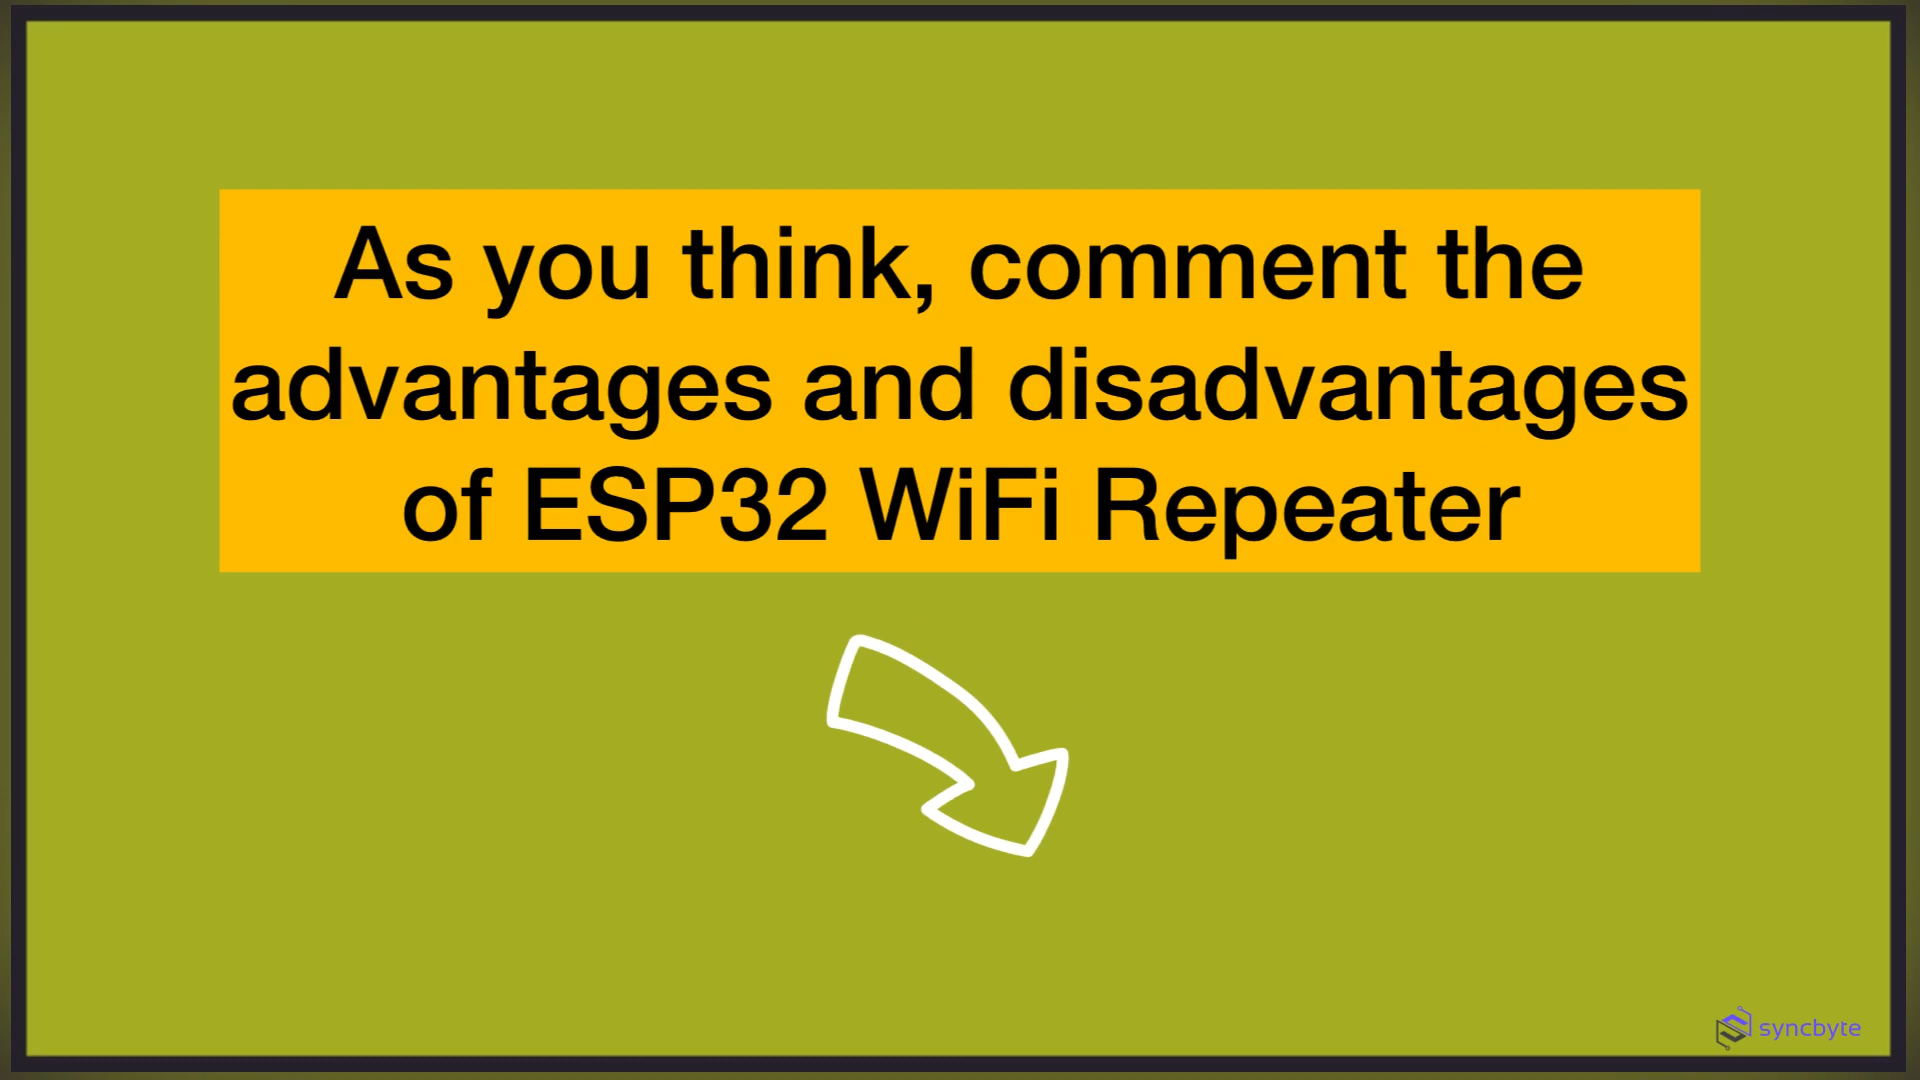 As you think, comment the
advantages and disadvantages
of ESP32 WiFi Repeater
syncbyte